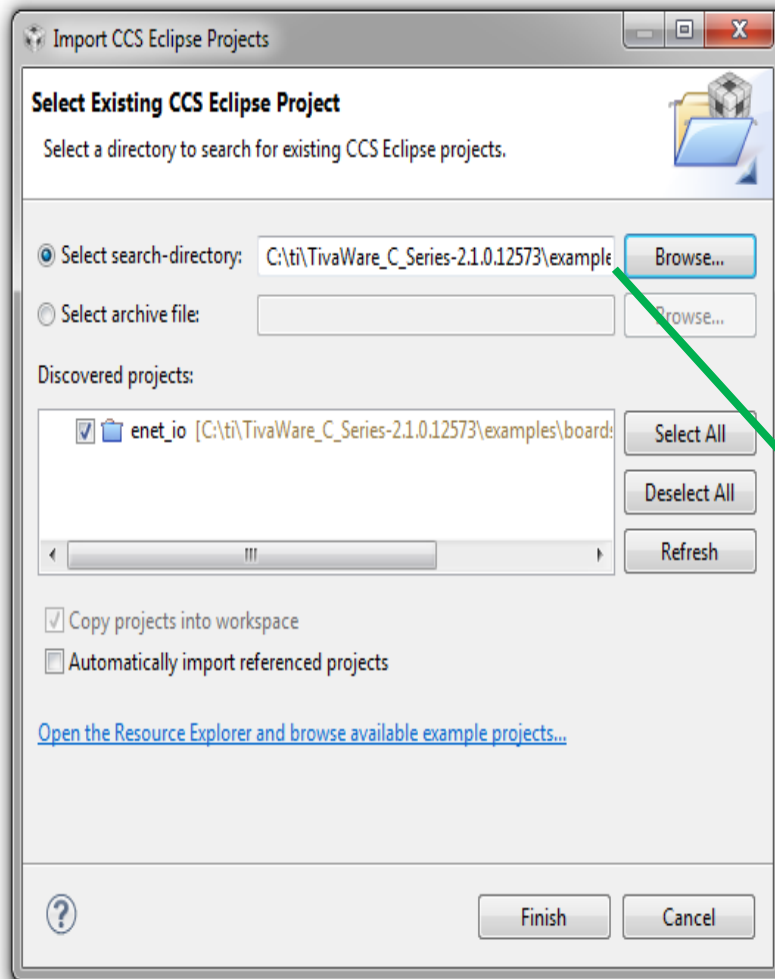 Import CCS Eclipse Projects
Select Existing CCS Eclipse Project
Select a directory to search for existing CCS Eclipse projects.
Select search-directory: C:\ti\TivaWare_C_Series-2.1.0.12573\example Browse...
Select archive file: Browse...
Discovered projects:
enet_io [C:\ti\TivaWare_C_Series-2.1.0.12573\examples\boards Select All
Deselect All
Refresh
Copy projects into workspace
Automatically import referenced projects
Open the Resource Explorer and browse available example projects...
Finish Cancel